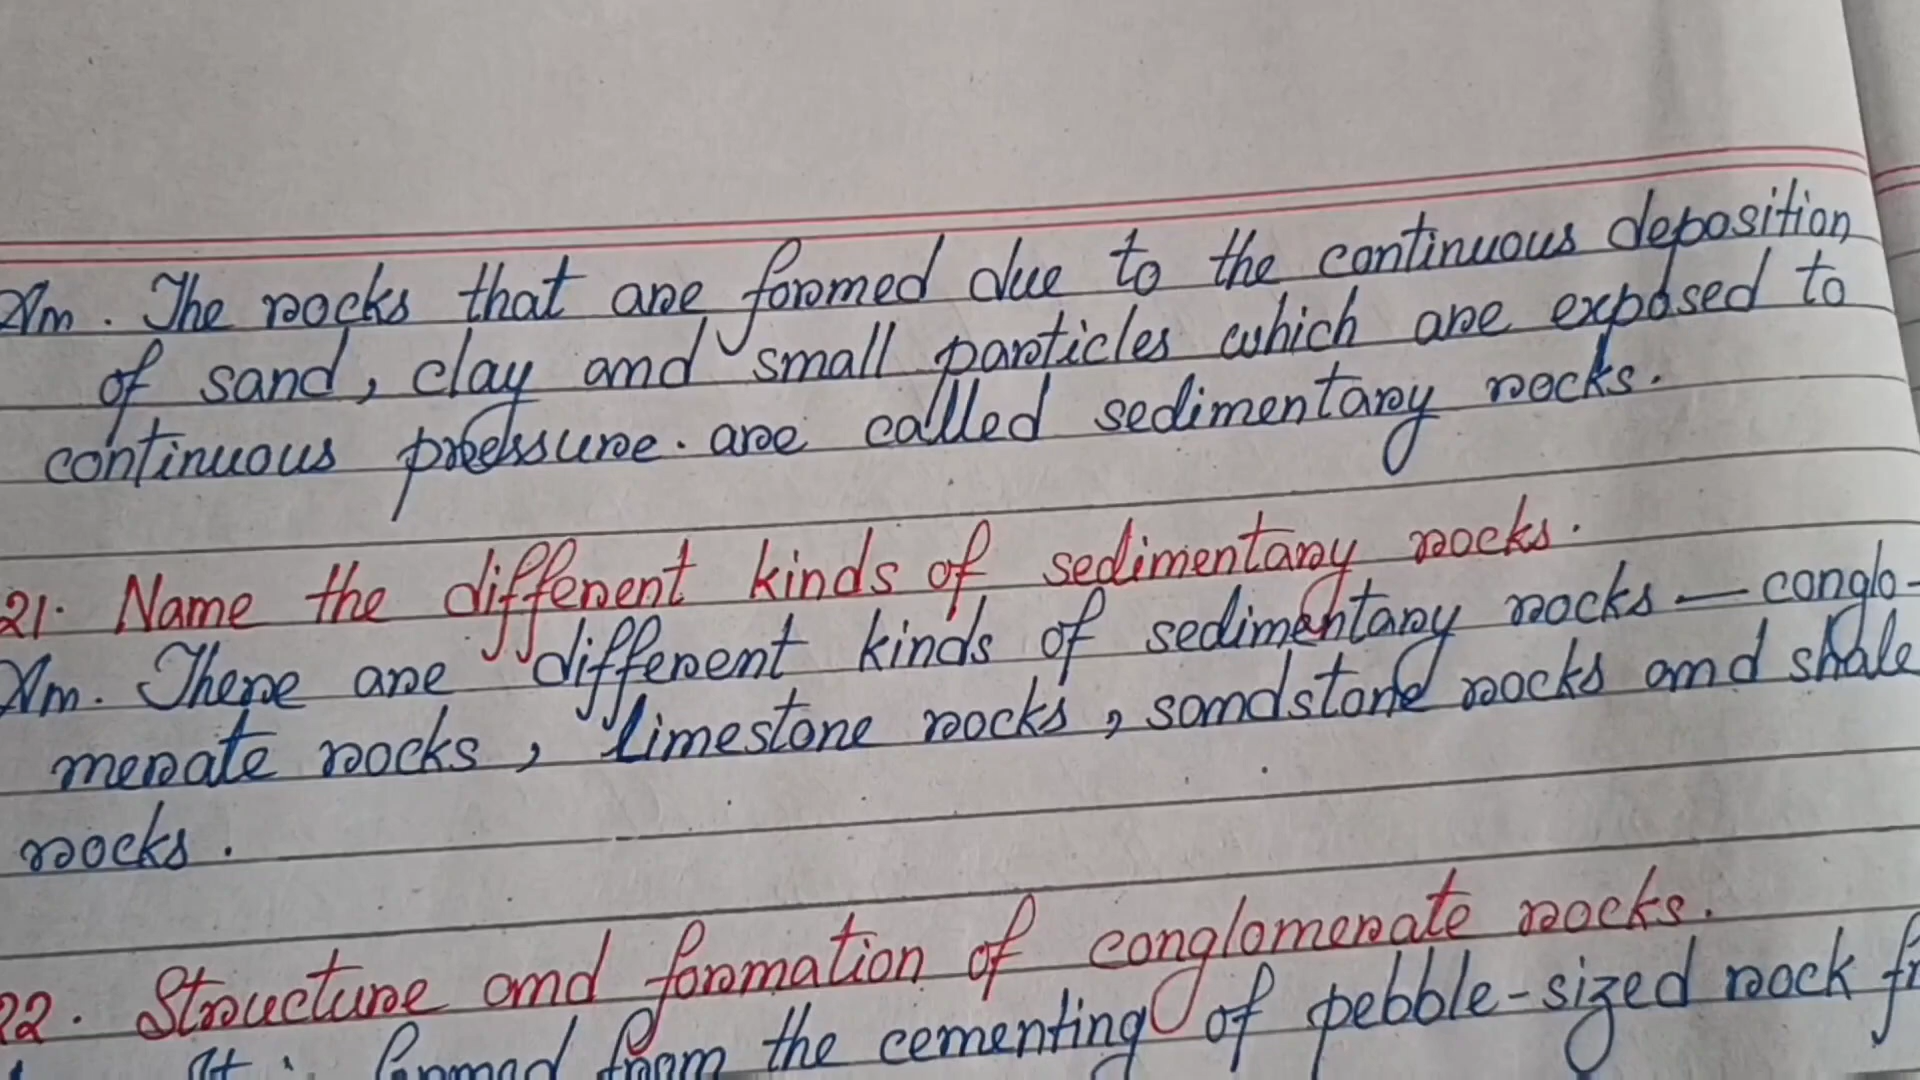 Ans. The rocks that are formed due to the continuous deposition
of sand, clay and small particles which are exposed to
continuous pressure. are called sedimentary rocks.
21. Name the different kinds of sedimentary rocks.
Ans. There are different kinds of sedimentary rocks — conglo-
merate rocks, limestone rocks, sandstone rocks and shale
rocks.
22. Structure and formation of conglomerate rocks.
formed from the cementing of pebble-sized rock